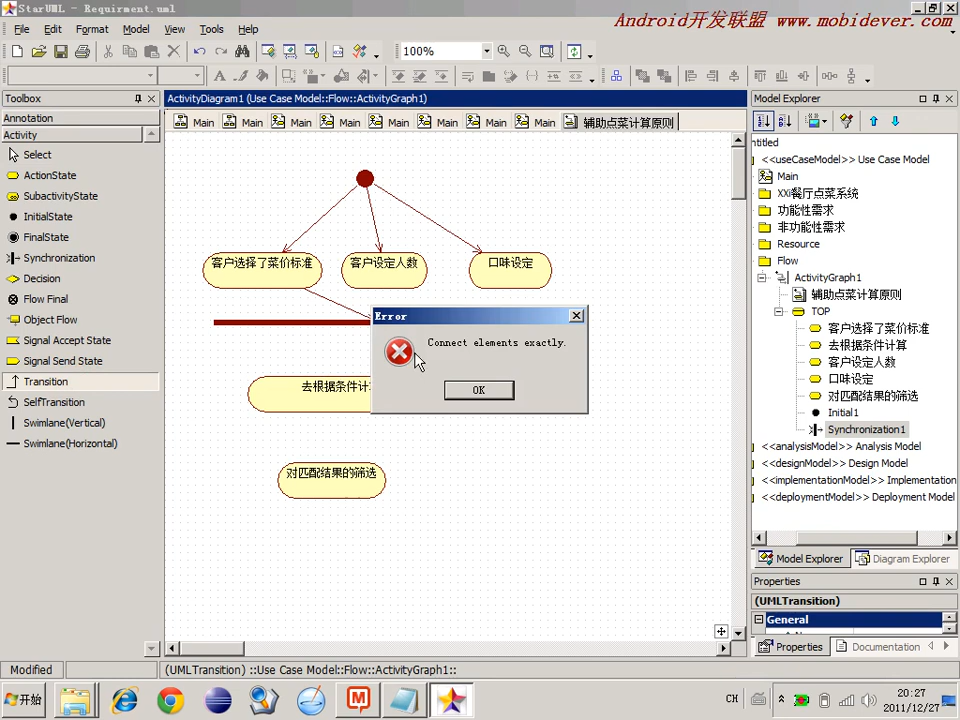 StarUML - Requirment.uml
Android开发联盟 www.mobidever.com
File Edit Format Model View Tools Help
100%
Toolbox
ActivityDiagram1 (Use Case Model::Flow::ActivityGraph1)
Model Explorer
Annotation
Activity
Main Main Main Main Main Main Main Main 辅助点菜计算原则
Select
ActionState
SubactivityState
InitialState
FinalState
Synchronization
Decision
Flow Final
Object Flow
Signal Accept State
Signal Send State
Transition
SelfTransition
Swimlane(Vertical)
Swimlane(Horizontal)
客户选择了菜价标准
客户设定人数
口味设定
去根据条件计
对匹配结果的筛选
Error
Connect elements exactly.
OK
ntitled
<<useCaseModel>> Use Case Model
Main
XXi餐厅点菜系统
功能性需求
非功能性需求
Resource
Flow
ActivityGraph1
辅助点菜计算原则
TOP
客户选择了菜价标准
去根据条件计算
客户设定人数
口味设定
对匹配结果的筛选
Initial1
Synchronization1
<<analysisModel>> Analysis Model
<<designModel>> Design Model
<<implementationModel>> Implementation
<<deploymentModel>> Deployment Model
Model Explorer Diagram Explorer
Properties
(UMLTransition)
General
Properties Documentation
Modified
(UMLTransition) ::Use Case Model::Flow::ActivityGraph1::
开始
CH
20:27
2011/12/27